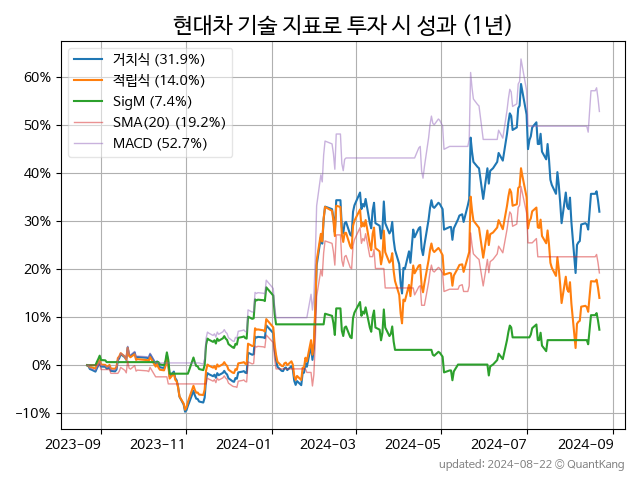 현대차 기술 지표로 투자 시 성과 (1년)
거치식 (31.9%)
적립식 (14.0%)
SigM (7.4%)
SMA(20) (19.2%)
MACD (52.7%)
60%
50%
40%
30%
20%
10%
0%
−10%
2023−09 2023−11 2024−01 2024−03 2024−05 2024−07 2024−09
updated: 2024-08-22 © QuantKang